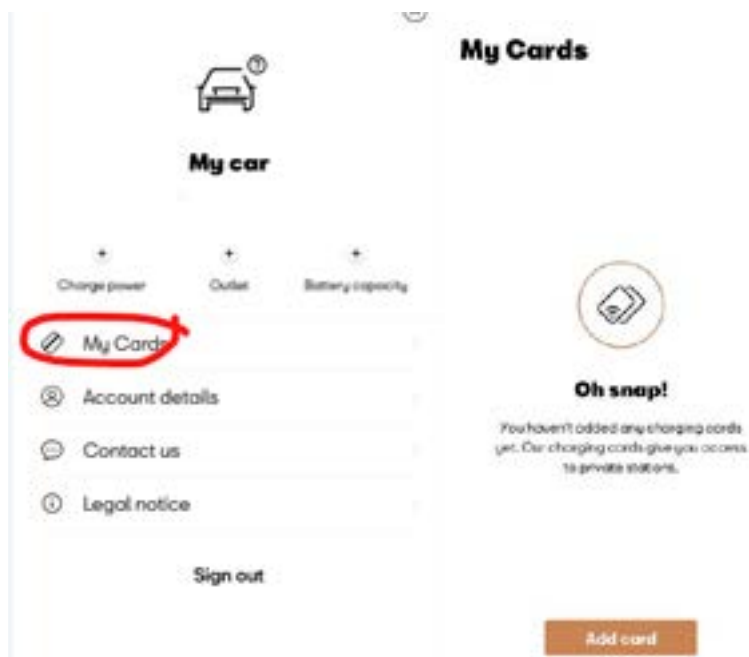 My car
+ + +
Charge power Outlet Battery capacity
My Cards
Account details
Contact us
Legal notice
Sign out
My Cards
Oh snap!
You haven't added any charging cards
yet. Our charging cards give you access
to private stations.
Add card